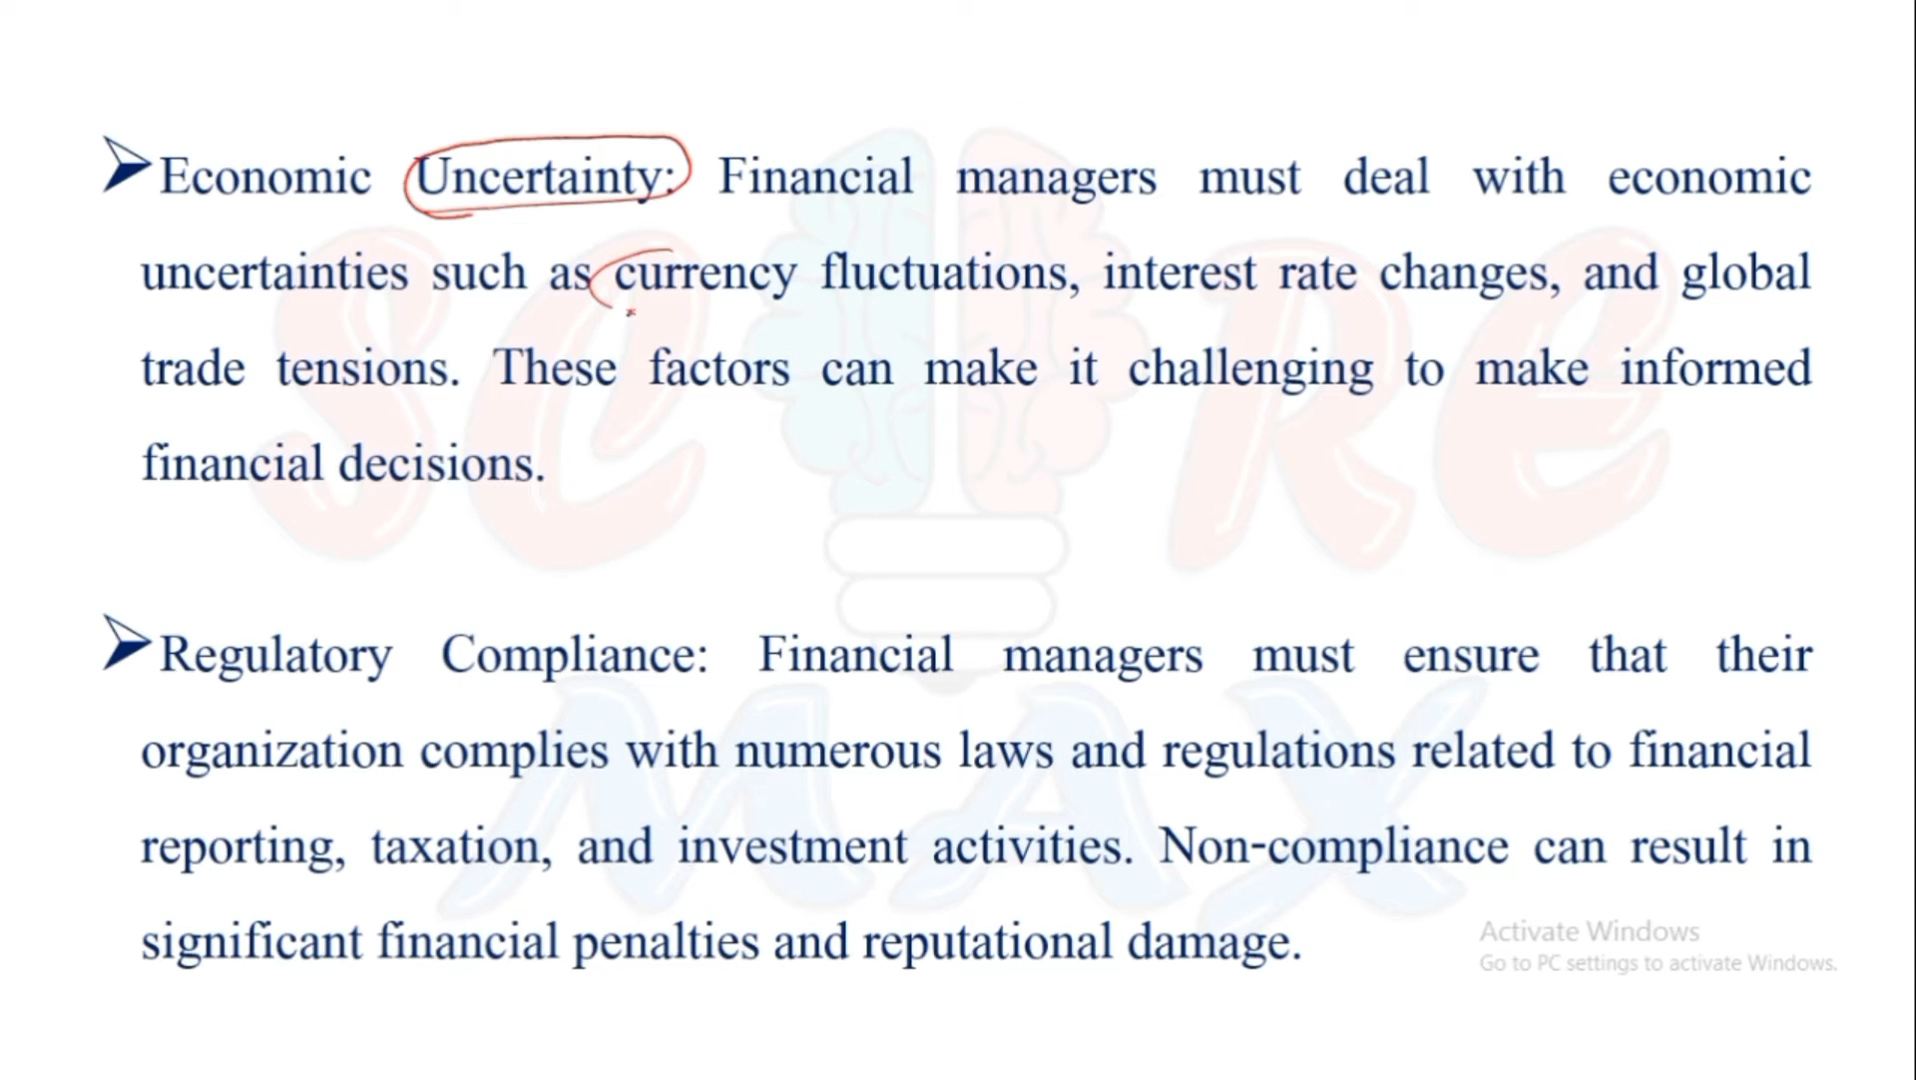 Economic Uncertainty: Financial managers must deal with economic
uncertainties such as currency fluctuations, interest rate changes, and global
trade tensions. These factors can make it challenging to make informed
financial decisions.
Regulatory Compliance: Financial managers must ensure that their
organization complies with numerous laws and regulations related to financial
reporting, taxation, and investment activities. Non-compliance can result in
significant financial penalties and reputational damage.
SC RE
MAX
Activate Windows
Go to PC settings to activate Windows.